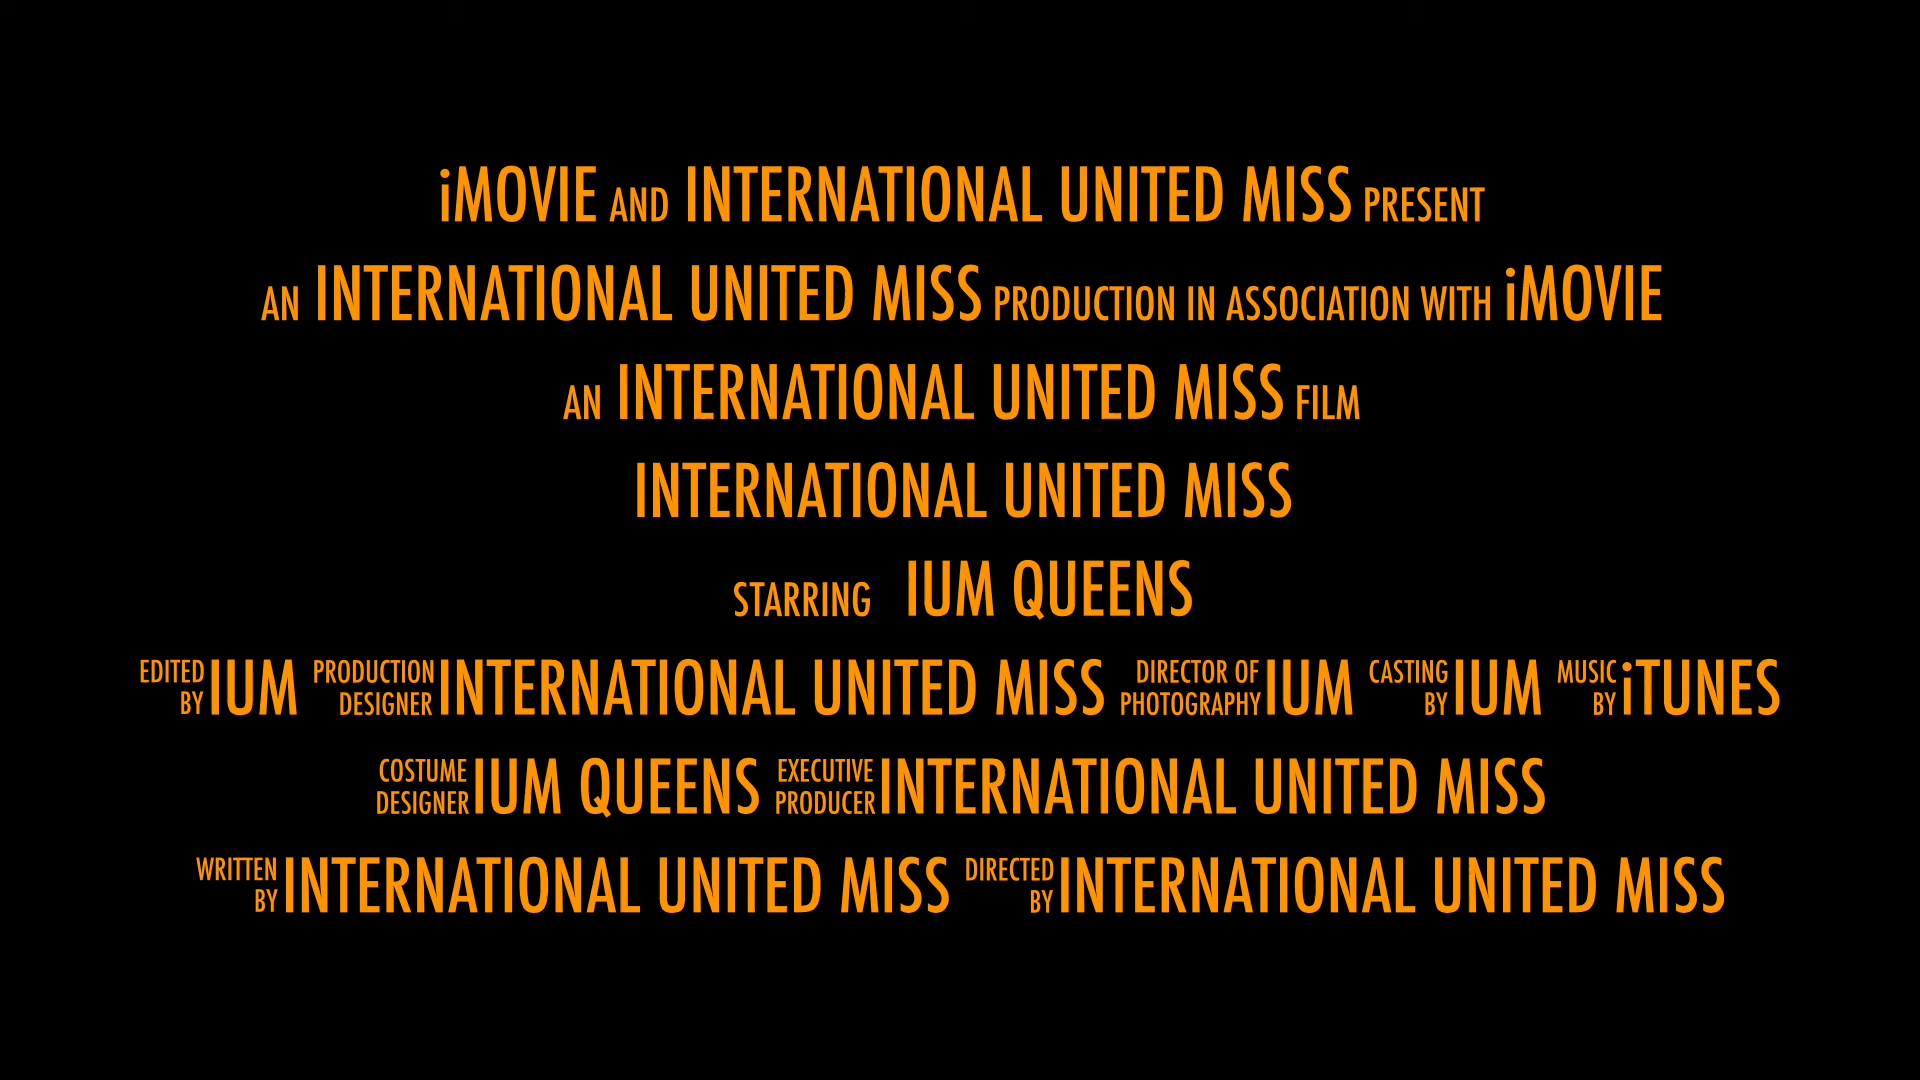 iMOVIE AND INTERNATIONAL UNITED MISS PRESENT
AN INTERNATIONAL UNITED MISS PRODUCTION IN ASSOCIATION WITH iMOVIE
AN INTERNATIONAL UNITED MISS FILM
INTERNATIONAL UNITED MISS
STARRING IUM QUEENS
EDITED BY IUM PRODUCTION DESIGNER INTERNATIONAL UNITED MISS DIRECTOR OF PHOTOGRAPHY IUM CASTING BY IUM MUSIC BY iTUNES
COSTUME DESIGNER IUM QUEENS EXECUTIVE PRODUCER INTERNATIONAL UNITED MISS
WRITTEN BY INTERNATIONAL UNITED MISS DIRECTED BY INTERNATIONAL UNITED MISS